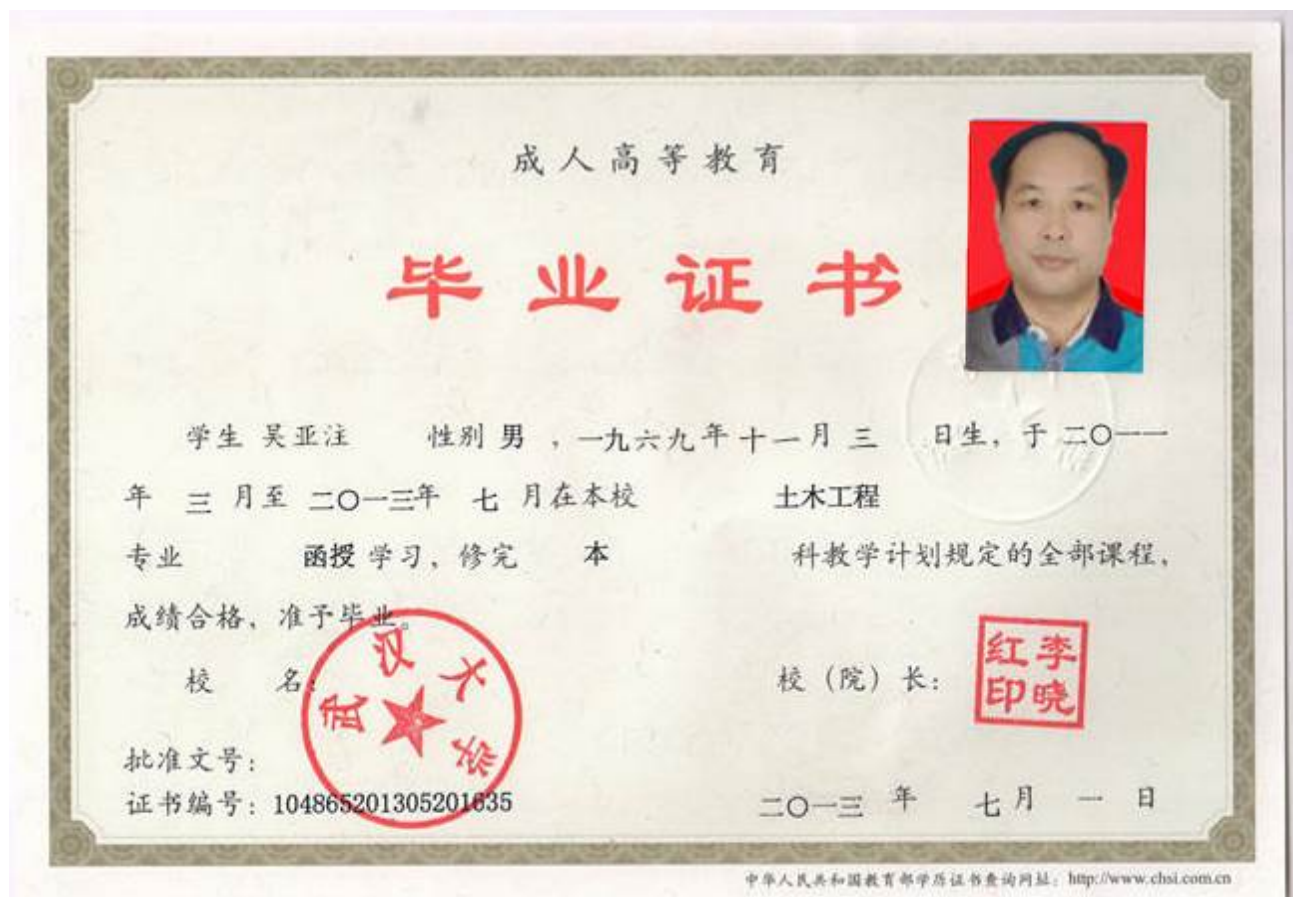 成人高等教育
毕业证书
学生 吴亚注 性别 男 ，一九六九年十一月 三 日生，于 二〇一一
年 三 月至 二〇一三年 七 月在本校 土木工程
专业 函授 学习，修完 本 科教学计划规定的全部课程，
成绩合格，准予毕业。
校 名：
武汉大学
校（院）长：
李晓红印
批准文号：
证书编号：104865201305201635
二〇一三 年 七 月 一 日
中华人民共和国教育部学历证书查询网址：http://www.chsi.com.cn